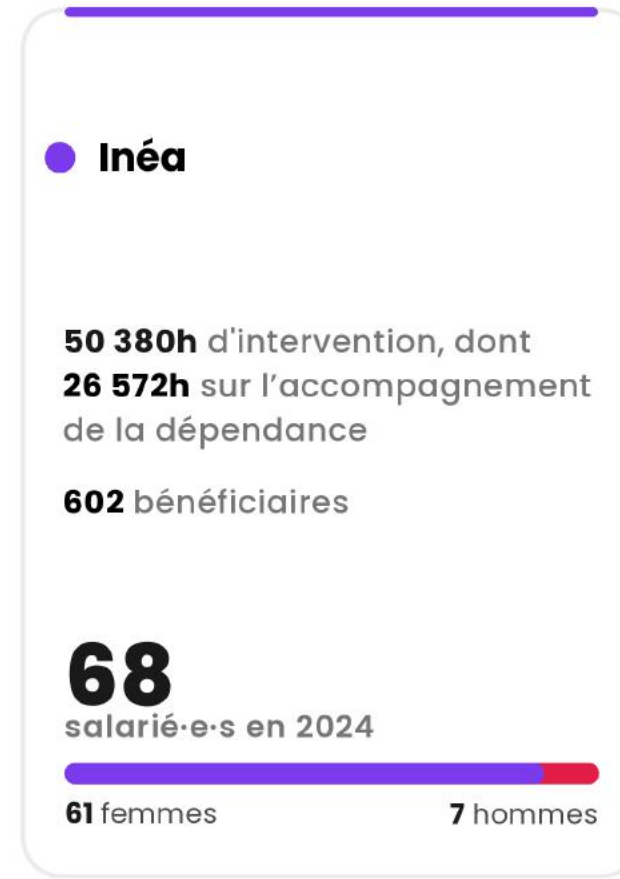 Inéa
50 380h d'intervention, dont
26 572h sur l’accompagnement
de la dépendance
602 bénéficiaires
68
salarié·e·s en 2024
61 femmes
7 hommes